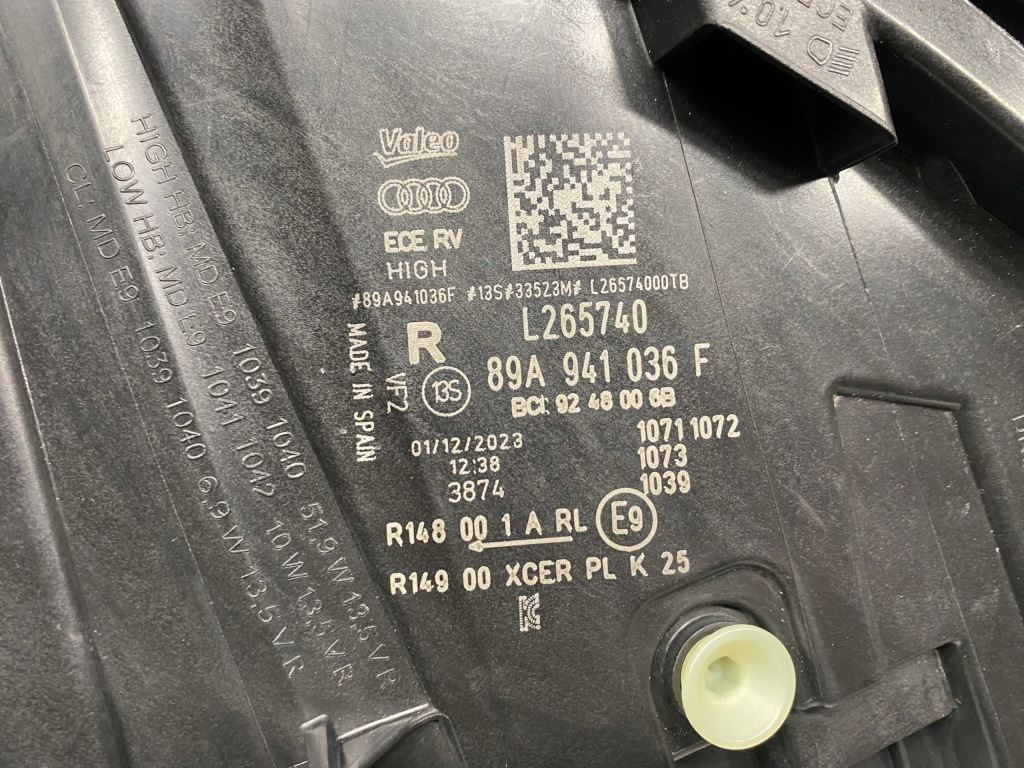 Valeo
ECE RV
HIGH
#89A941036F #13S#33523M# L26574000TB
L265740
R
89A 941 036 F
VF2
13S
BCI: 92 48 00 6B
MADE IN SPAIN
01/12/2023
12:38
3874
1071 1072
1073
1039
R148 00 1 A RL
E9
R149 00 XCER PL K 25
HIGH HB: MD E9 1039 1040 51,9 W 13,5 V R
LOW HB: MD E9 1041 1042 10 W 13,5 V R
CL: MD E9 1039 1040 6,9 W 13,5 V R